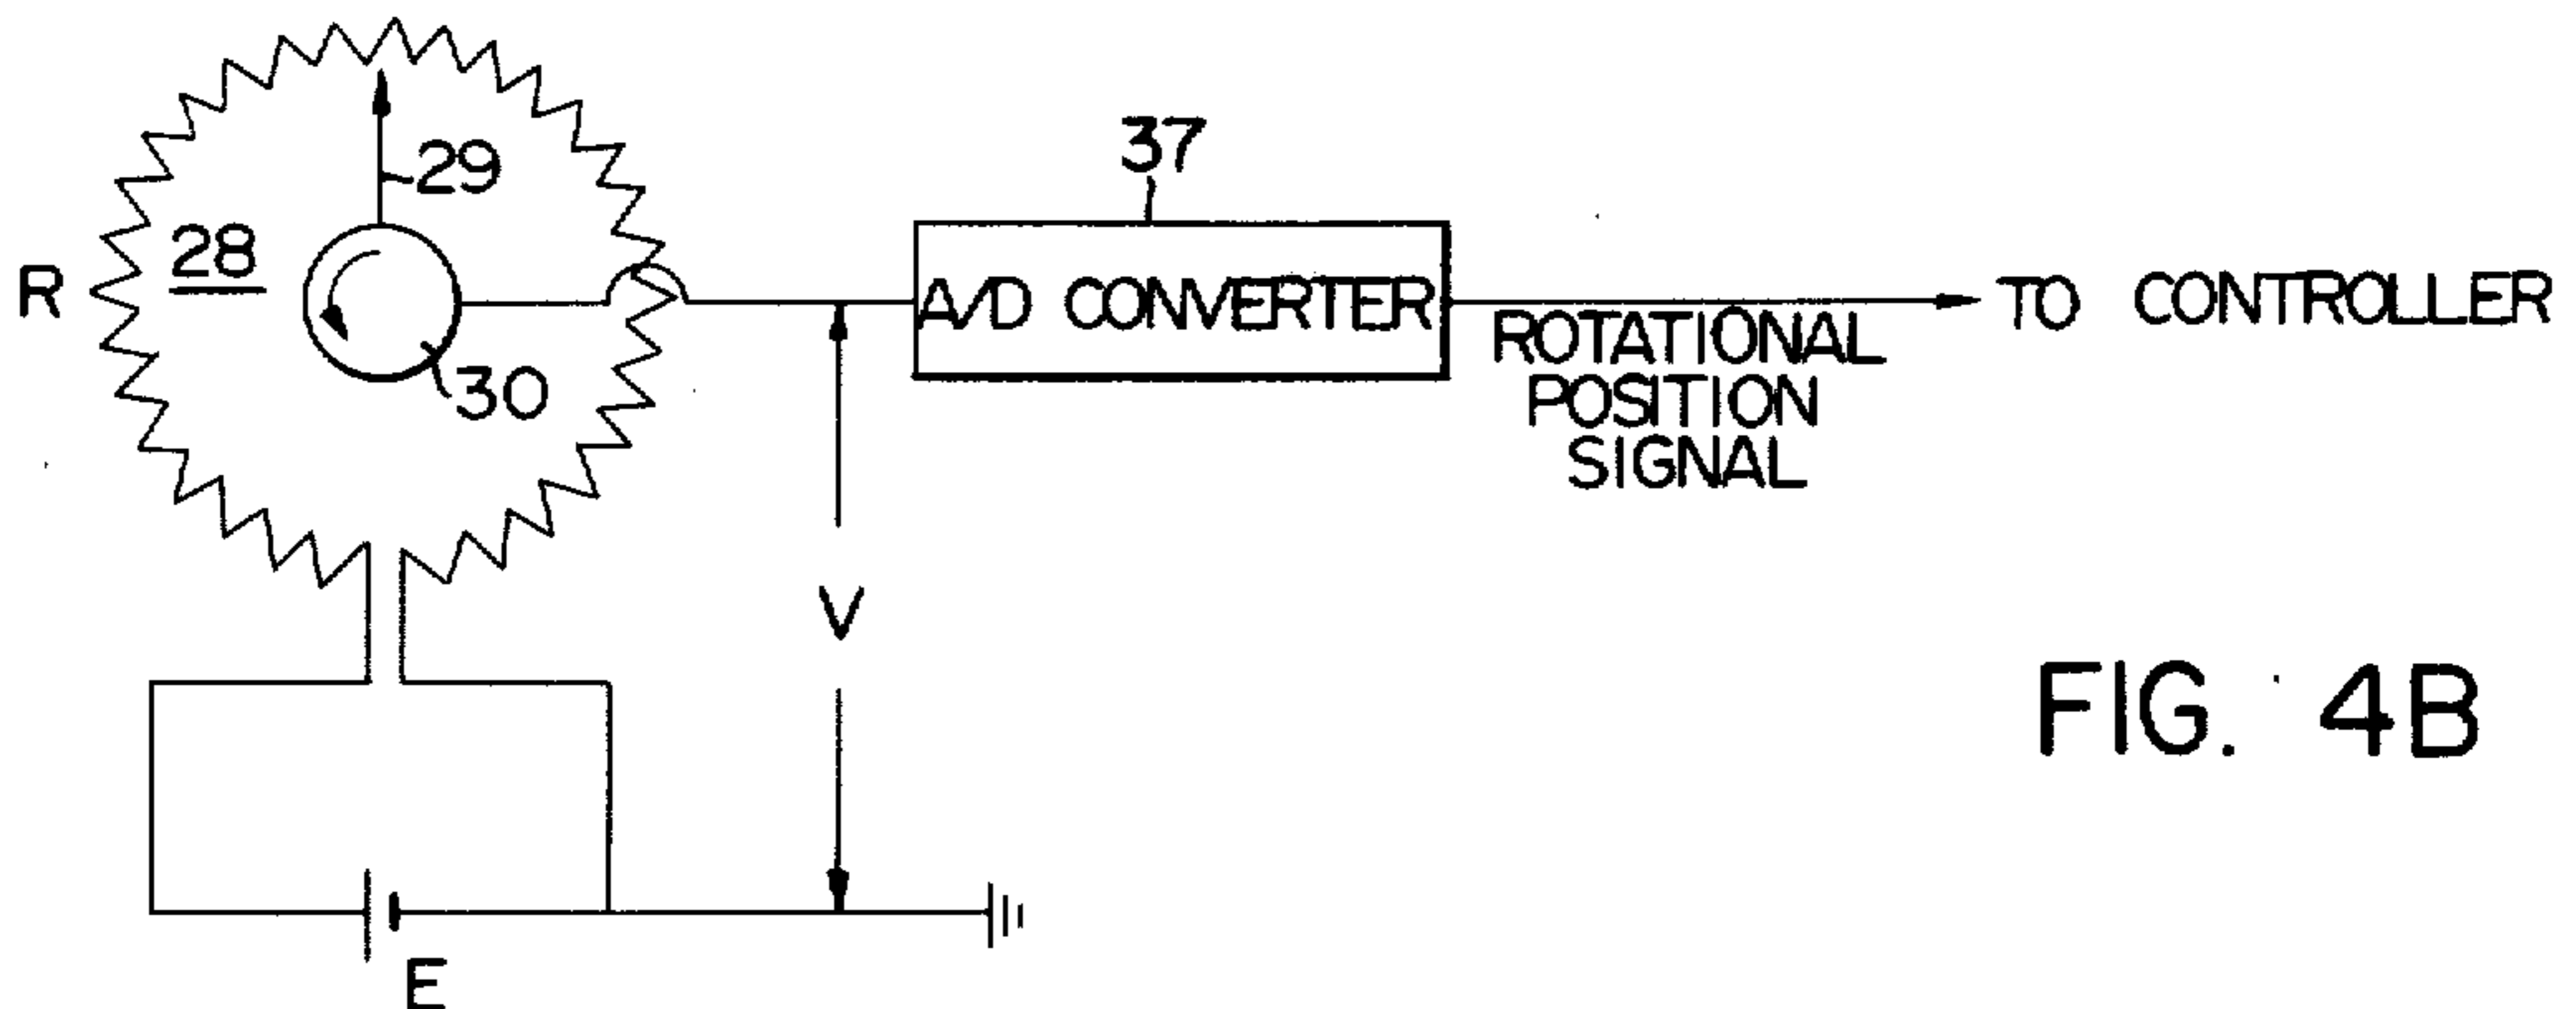 37
29
28
R
A/D CONVERTER
TO CONTROLLER
30
ROTATIONAL
POSITION
SIGNAL
V
FIG. 4B
E